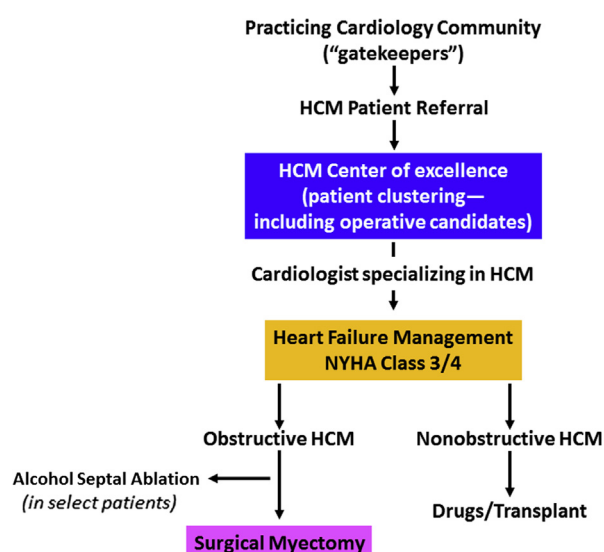 Practicing Cardiology Community
(“gatekeepers”)
HCM Patient Referral
HCM Center of excellence
(patient clustering—
including operative candidates)
Cardiologist specializing in HCM
Heart Failure Management
NYHA Class 3/4
Obstructive HCM
Nonobstructive HCM
Alcohol Septal Ablation
(in select patients)
Drugs/Transplant
Surgical Myectomy